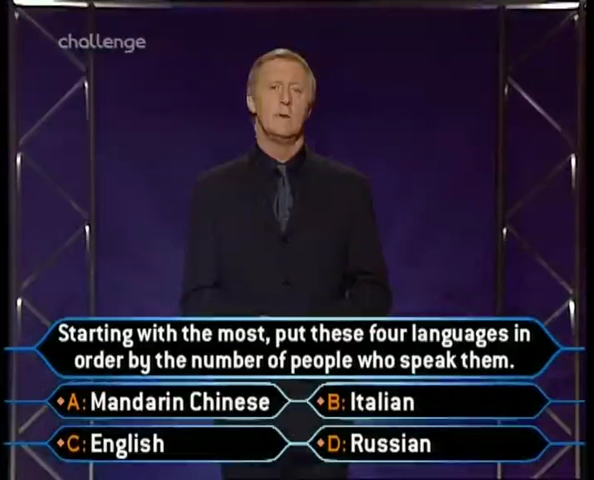 challenge
Starting with the most, put these four languages in
order by the number of people who speak them.
A: Mandarin Chinese
B: Italian
C: English
D: Russian